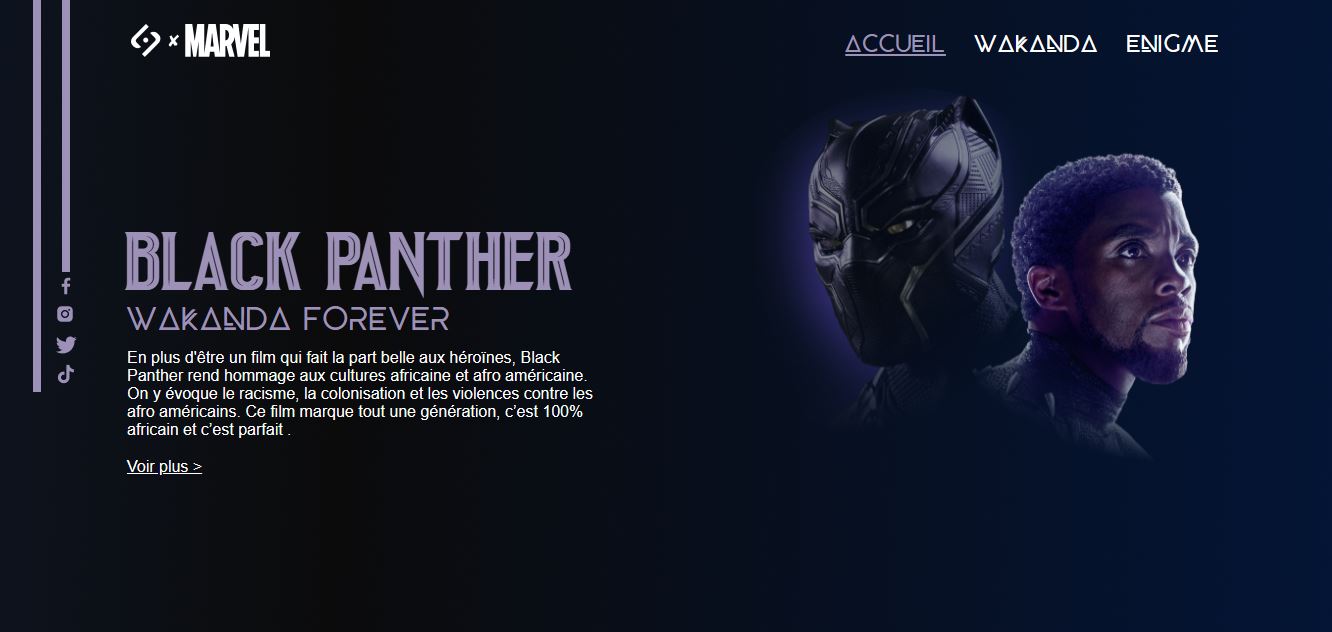 x MARVEL
ACCUEIL WAKANDA ENIGME
BLACK PANTHER
WAKANDA FOREVER
En plus d'être un film qui fait la part belle aux héroïnes, Black
Panther rend hommage aux cultures africaine et afro américaine.
On y évoque le racisme, la colonisation et les violences contre les
afro américains. Ce film marque tout une génération, c’est 100%
africain et c’est parfait .
Voir plus >